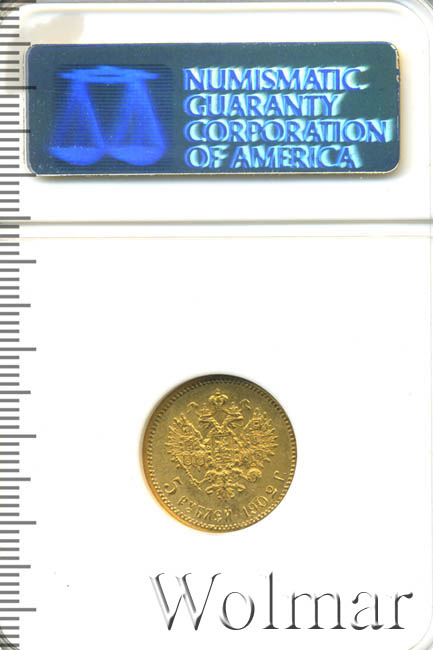 NUMISMATIC
GUARANTY
CORPORATION
OF AMERICA
5 РУБЛЕЙ 1902 Г.
Wolmar